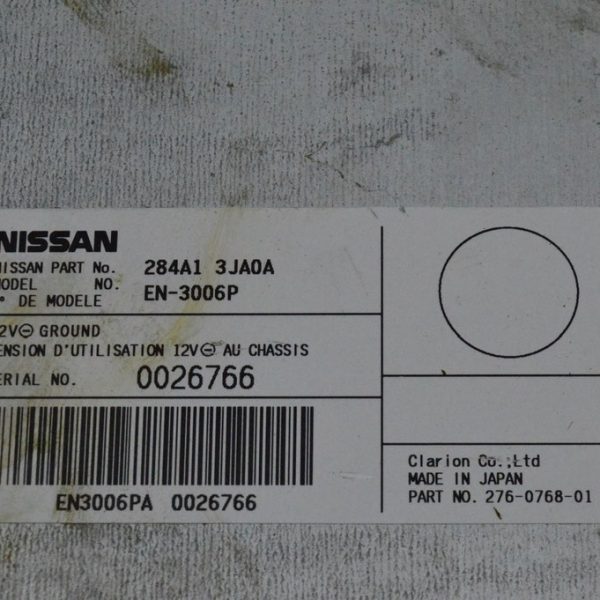 NISSAN
NISSAN PART No. 284A1 3JA0A
MODEL NO. EN-3006P
N° DE MODELE
12V⊖ GROUND
TENSION D'UTILISATION 12V⊖ AU CHASSIS
SERIAL NO. 0026766
EN3006PA 0026766
Clarion Co.,Ltd
MADE IN JAPAN
PART NO. 276-0768-01